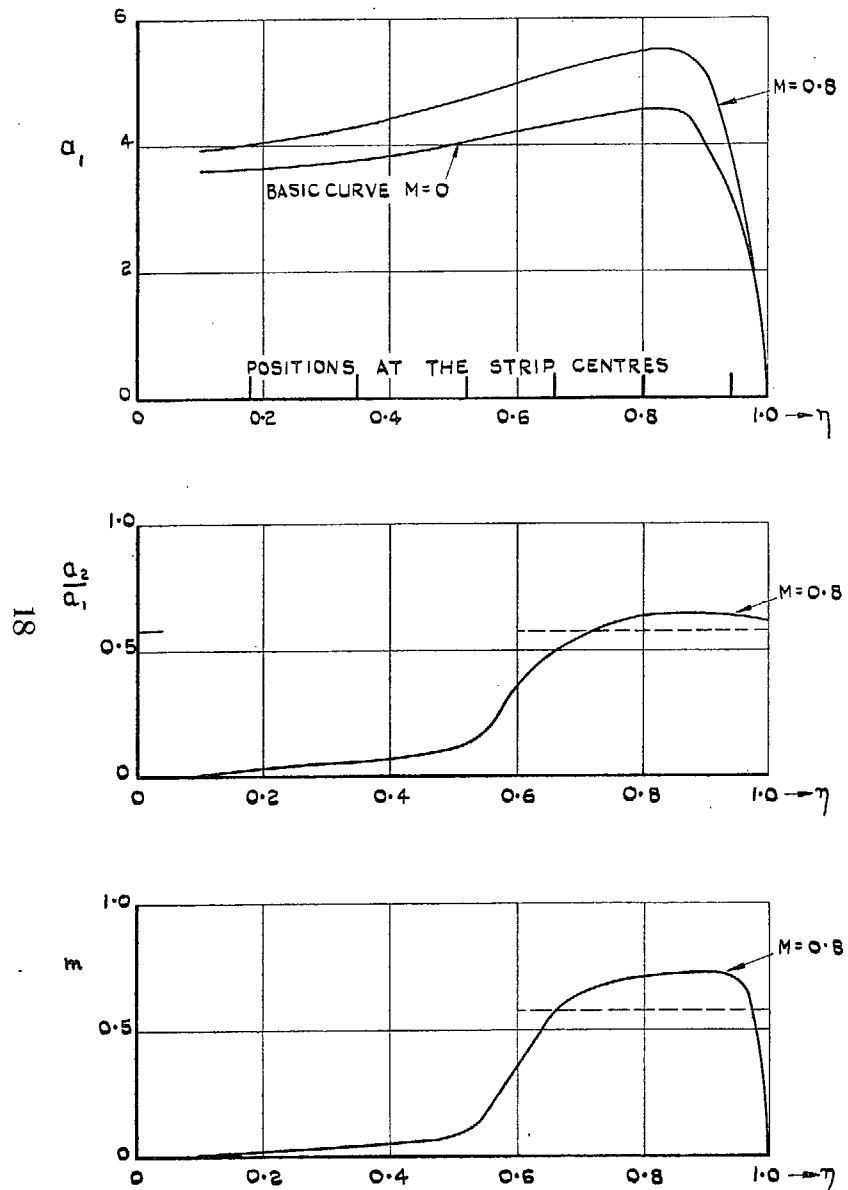 6
4
2
0
a₁
M=0.8
BASIC CURVE M=0
POSITIONS AT THE STRIP CENTRES
0 0.2 0.4 0.6 0.8 1.0 → η
1.0
0.5
0
a₂/a₁
M=0.8
0 0.2 0.4 0.6 0.8 1.0 → η
18
1.0
0.5
0
m
M=0.8
0 0.2 0.4 0.6 0.8 1.0 → η